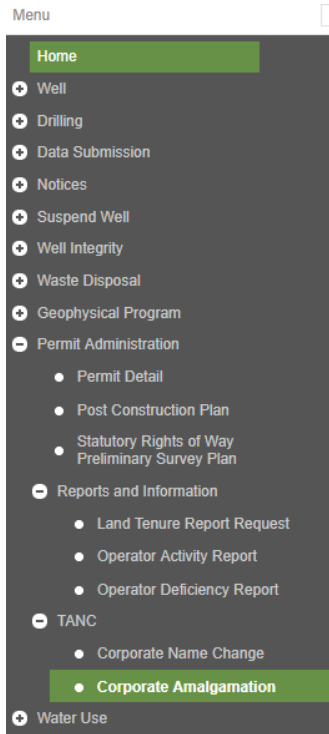 Menu
Home
Well
Drilling
Data Submission
Notices
Suspend Well
Well Integrity
Waste Disposal
Geophysical Program
Permit Administration
Permit Detail
Post Construction Plan
Statutory Rights of Way
Preliminary Survey Plan
Reports and Information
Land Tenure Report Request
Operator Activity Report
Operator Deficiency Report
TANC
Corporate Name Change
Corporate Amalgamation
Water Use